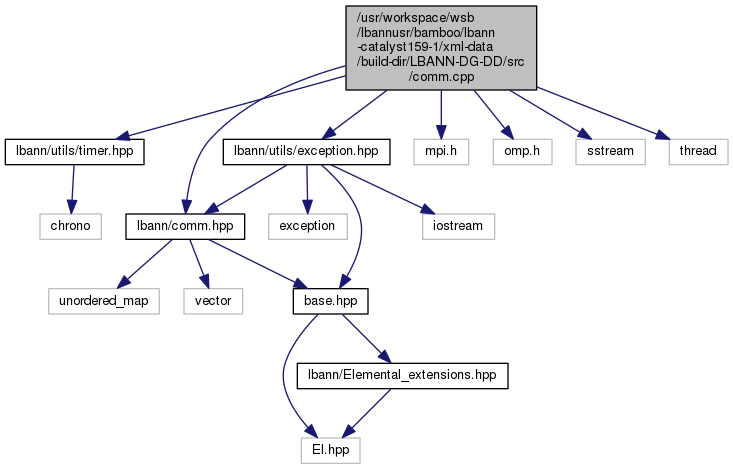 /usr/workspace/wsb
/lbannusr/bamboo/lbann
-catalyst159-1/xml-data
/build-dir/LBANN-DG-DD/src
/comm.cpp
lbann/utils/timer.hpp
lbann/utils/exception.hpp
mpi.h
omp.h
sstream
thread
chrono
lbann/comm.hpp
exception
iostream
unordered_map
vector
base.hpp
lbann/Elemental_extensions.hpp
El.hpp